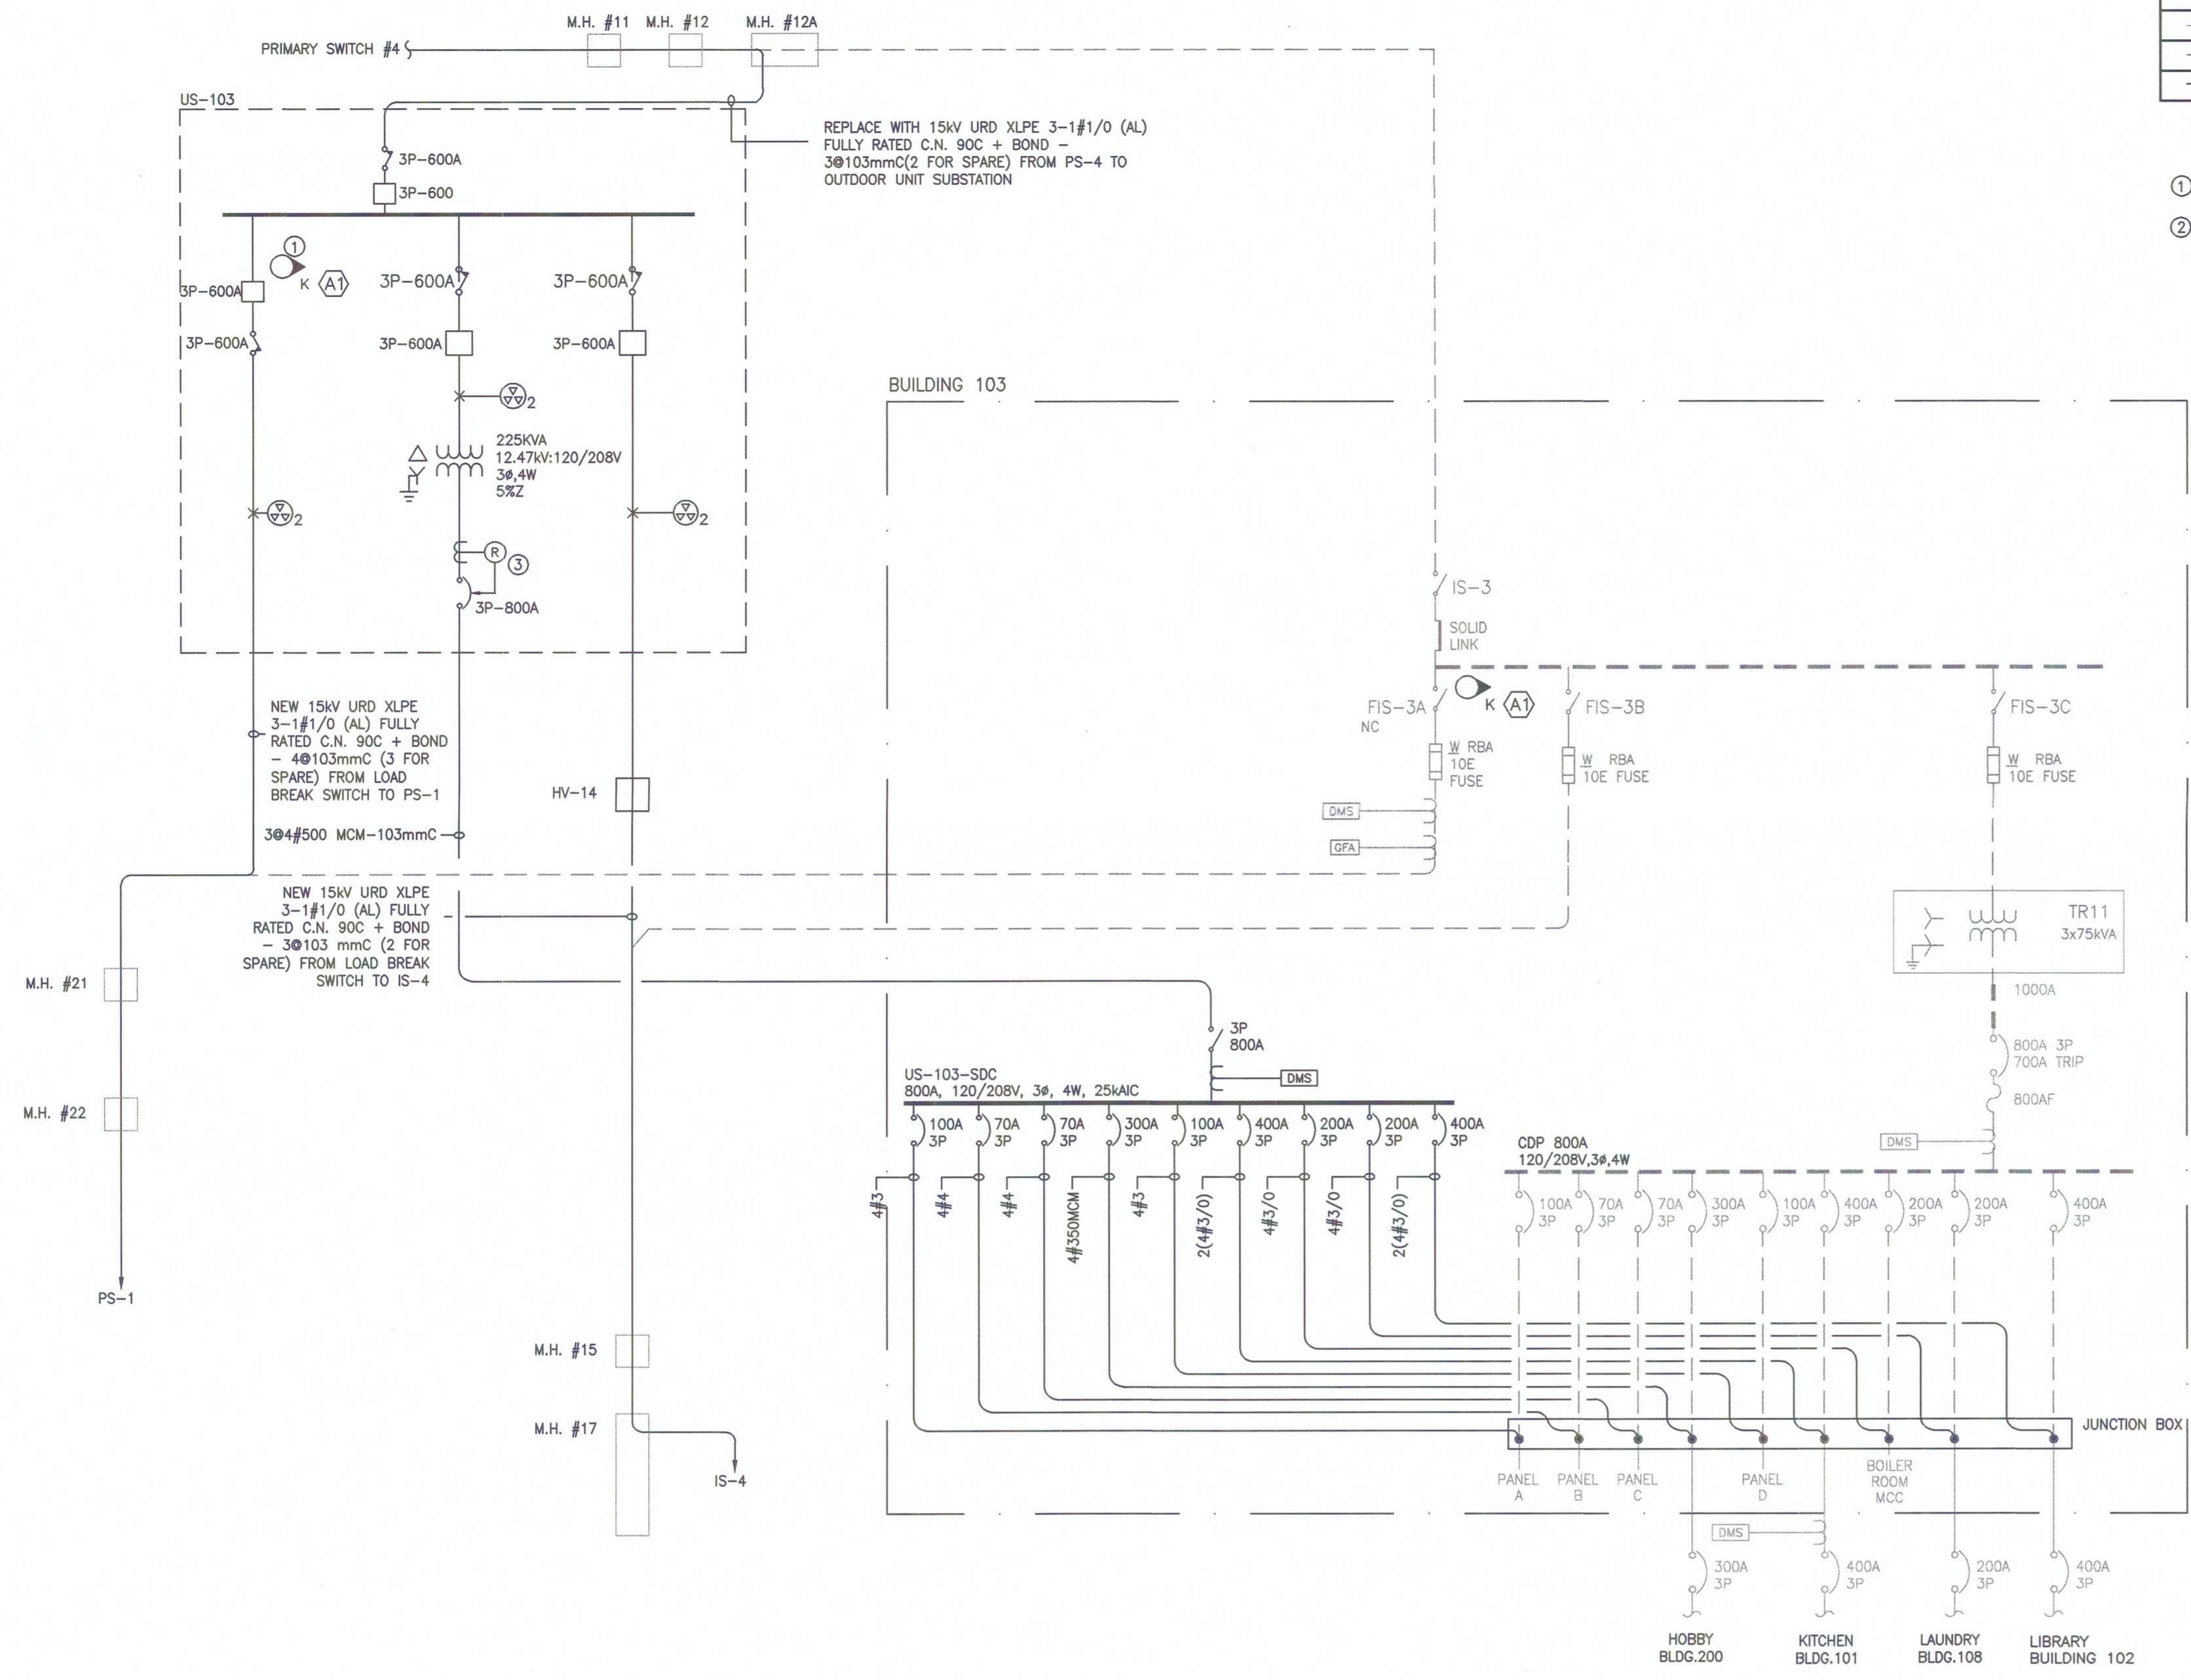 M.H. #11
M.H. #12
M.H. #12A
PRIMARY SWITCH #4
US-103
REPLACE WITH 15kV URD XLPE 3-1#1/0 (AL)
FULLY RATED C.N. 90C + BOND -
3@103mmC(2 FOR SPARE) FROM PS-4 TO
OUTDOOR UNIT SUBSTATION
3P-600A
3P-600
1
2
1
K
A1
3P-600A
3P-600A
3P-600A
3P-600A
3P-600A
3P-600A
2
BUILDING 103
225KVA
12.47kV:120/208V
3ø,4W
5%Z
2
2
R
3
3P-800A
IS-3
SOLID
LINK
FIS-3A
NC
K
A1
FIS-3B
FIS-3C
W RBA
10E
FUSE
W RBA
10E FUSE
W RBA
10E FUSE
NEW 15kV URD XLPE
3-1#1/0 (AL) FULLY
RATED C.N. 90C + BOND
- 4@103mmC (3 FOR
SPARE) FROM LOAD
BREAK SWITCH TO PS-1
HV-14
DMS
GFA
3@4#500 MCM-103mmC
NEW 15kV URD XLPE
3-1#1/0 (AL) FULLY
RATED C.N. 90C + BOND
- 3@103 mmC (2 FOR
SPARE) FROM LOAD BREAK
SWITCH TO IS-4
TR11
3x75kVA
M.H. #21
1000A
3P
800A
800A 3P
700A TRIP
800AF
US-103-SDC
800A, 120/208V, 3ø, 4W, 25kAIC
DMS
M.H. #22
100A
3P
70A
3P
70A
3P
300A
3P
100A
3P
400A
3P
200A
3P
200A
3P
400A
3P
CDP 800A
120/208V,3ø,4W
DMS
4#3
4#4
4#4
4#350MCM
4#3
2(4#3/0)
4#3/0
4#3/0
2(4#3/0)
100A
3P
70A
3P
70A
3P
300A
3P
100A
3P
400A
3P
200A
3P
200A
3P
400A
3P
PS-1
M.H. #15
M.H. #17
IS-4
JUNCTION BOX
PANEL
A
PANEL
B
PANEL
C
PANEL
D
BOILER
ROOM
MCC
DMS
300A
3P
400A
3P
200A
3P
400A
3P
HOBBY
BLDG.200
KITCHEN
BLDG.101
LAUNDRY
BLDG.108
LIBRARY
BUILDING 102